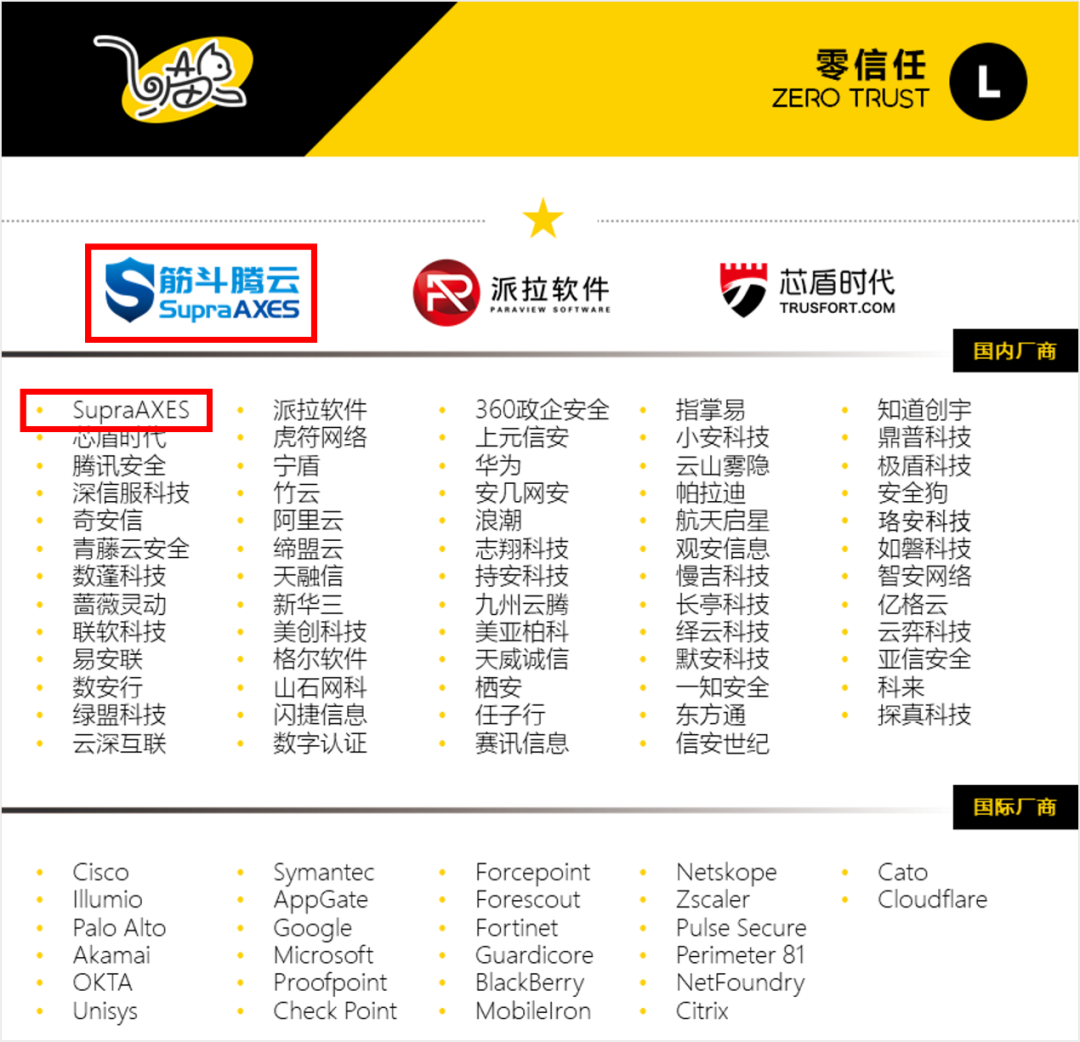 零信任
ZERO TRUST
L
筋斗腾云
SupraAXES
派拉软件
PARAVIEW SOFTWARE
芯盾时代
TRUSFORT.COM
国内厂商
SupraAXES
芯盾时代
腾讯安全
深信服科技
奇安信
青藤云安全
数蓬科技
蔷薇灵动
联软科技
易安联
数安行
绿盟科技
云深互联
派拉软件
虎符网络
宁盾
竹云
阿里云
缔盟云
天融信
新华三
美创科技
格尔软件
山石网科
闪捷信息
数字认证
360政企安全
上元信安
华为
安几网安
浪潮
志翔科技
持安科技
九州云腾
美亚柏科
天威诚信
栖安
任子行
赛讯信息
指掌易
小安科技
云山雾隐
帕拉迪
航天启星
观安信息
慢吉科技
长亭科技
绎云科技
默安科技
一知安全
东方通
信安世纪
知道创宇
鼎普科技
极盾科技
安全狗
珞安科技
如磐科技
智安网络
亿格云
云弈科技
亚信安全
科来
探真科技
国际厂商
Cisco
Illumio
Palo Alto
Akamai
OKTA
Unisys
Symantec
AppGate
Google
Microsoft
Proofpoint
Check Point
Forcepoint
Forescout
Fortinet
Guardicore
BlackBerry
MobileIron
Netskope
Zscaler
Pulse Secure
Perimeter 81
NetFoundry
Citrix
Cato
Cloudflare